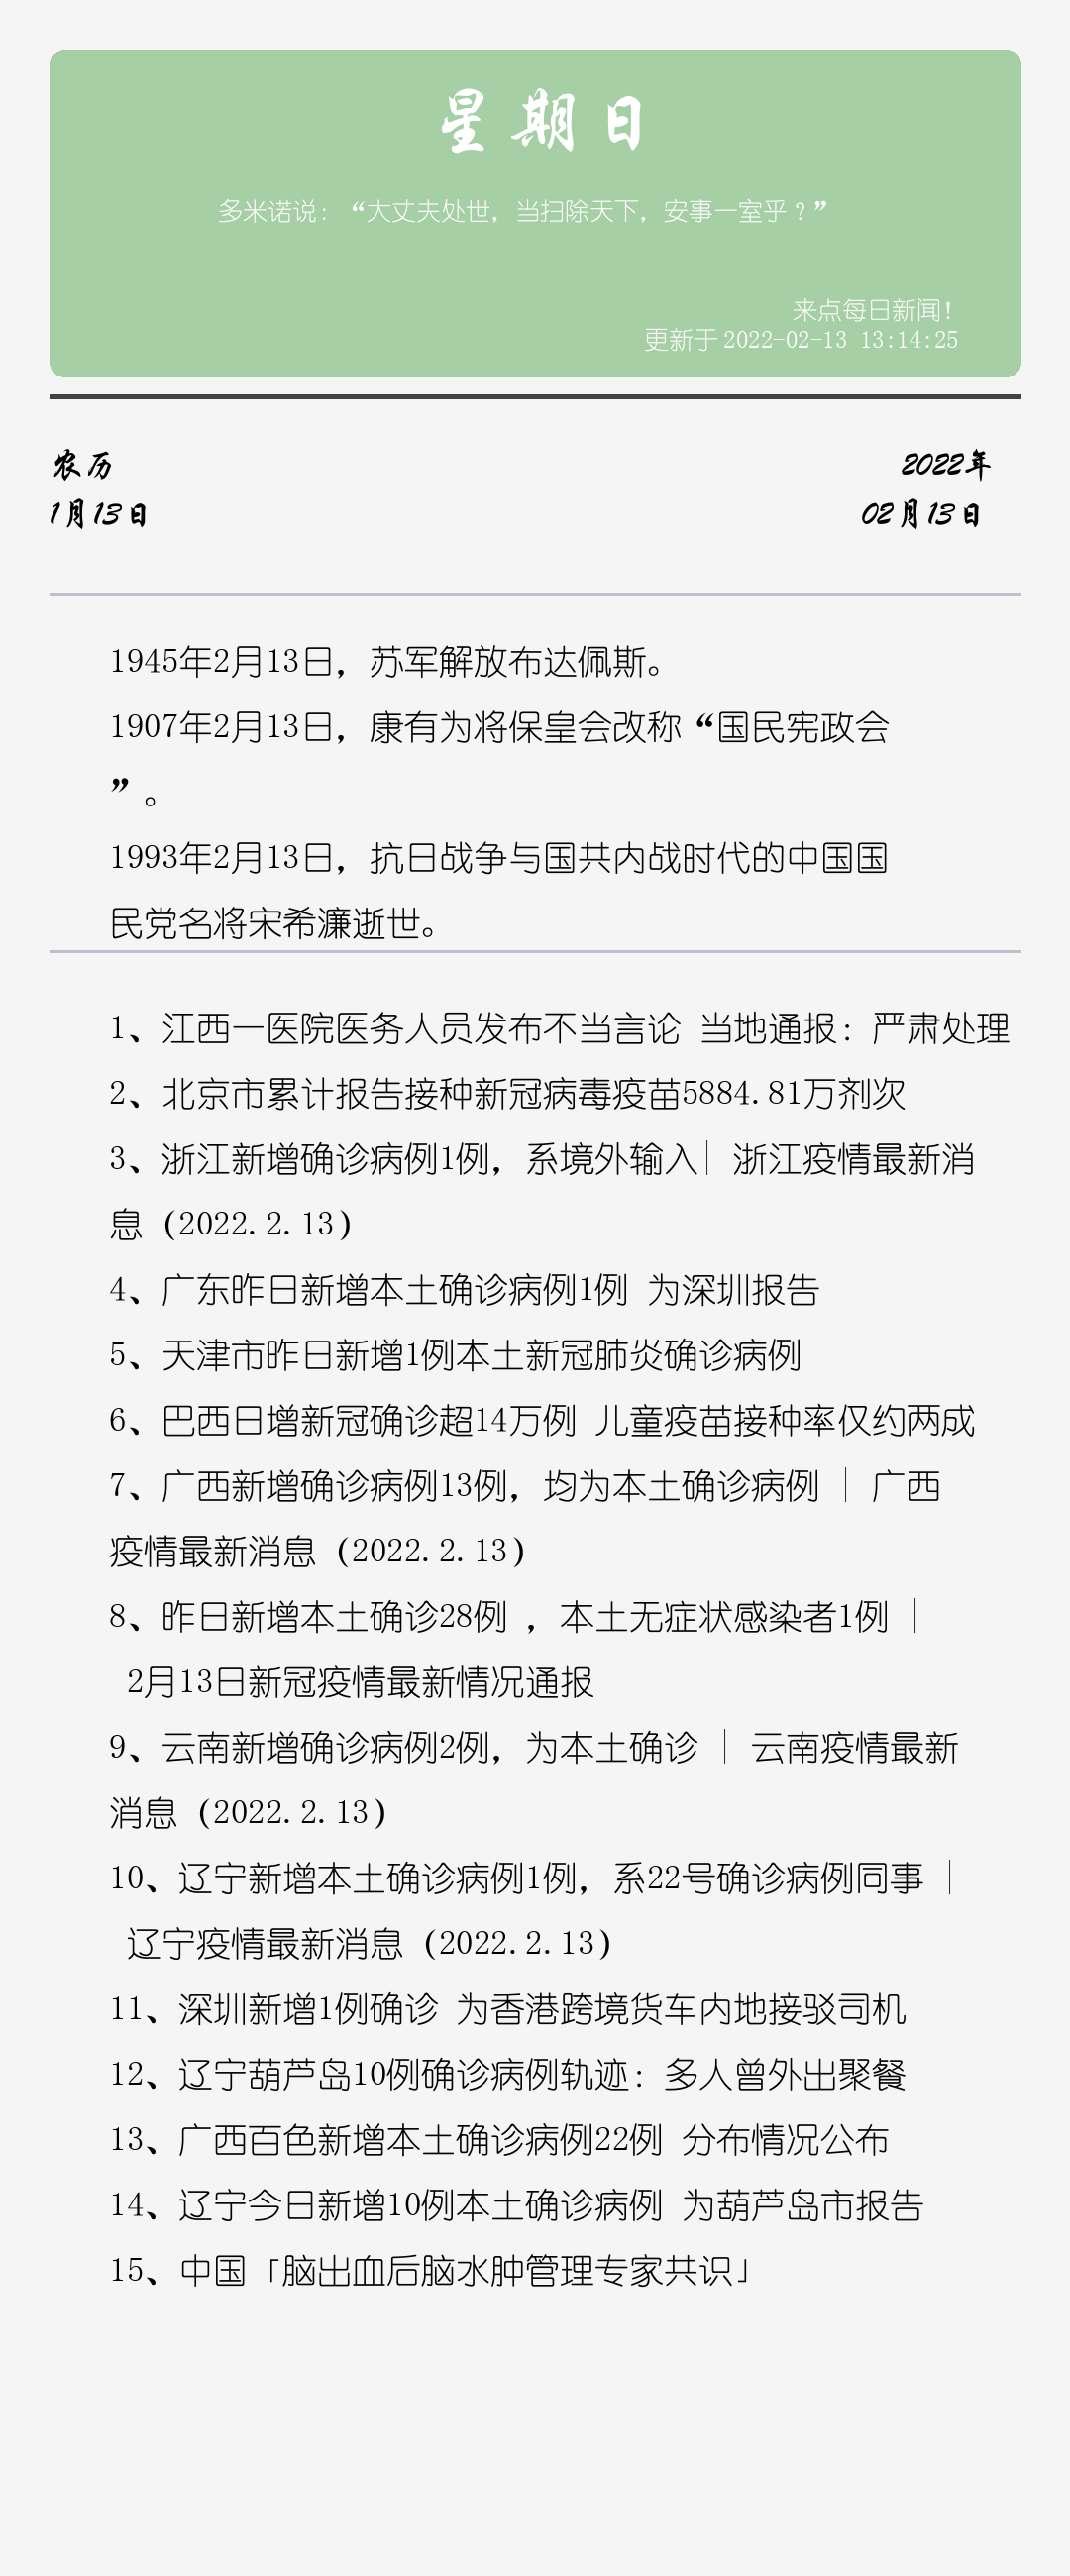 星期日
多米诺说：“大丈夫处世，当扫除天下，安事一室乎？”
来点每日新闻！
更新于2022-02-13 13:14:25
农历
2022年
1月13日
02月13日
1945年2月13日，苏军解放布达佩斯。
1907年2月13日，康有为将保皇会改称“国民宪政会
”。
1993年2月13日，抗日战争与国共内战时代的中国国
民党名将宋希濂逝世。
1、江西一医院医务人员发布不当言论 当地通报：严肃处理
2、北京市累计报告接种新冠病毒疫苗5884.81万剂次
3、浙江新增确诊病例1例，系境外输入| 浙江疫情最新消
息（2022.2.13）
4、广东昨日新增本土确诊病例1例 为深圳报告
5、天津市昨日新增1例本土新冠肺炎确诊病例
6、巴西日增新冠确诊超14万例 儿童疫苗接种率仅约两成
7、广西新增确诊病例13例，均为本土确诊病例 | 广西
疫情最新消息（2022.2.13）
8、昨日新增本土确诊28例 ，本土无症状感染者1例 |
2月13日新冠疫情最新情况通报
9、云南新增确诊病例2例，为本土确诊 | 云南疫情最新
消息（2022.2.13）
10、辽宁新增本土确诊病例1例，系22号确诊病例同事 |
辽宁疫情最新消息（2022.2.13）
11、深圳新增1例确诊 为香港跨境货车内地接驳司机
12、辽宁葫芦岛10例确诊病例轨迹：多人曾外出聚餐
13、广西百色新增本土确诊病例22例 分布情况公布
14、辽宁今日新增10例本土确诊病例 为葫芦岛市报告
15、中国「脑出血后脑水肿管理专家共识」